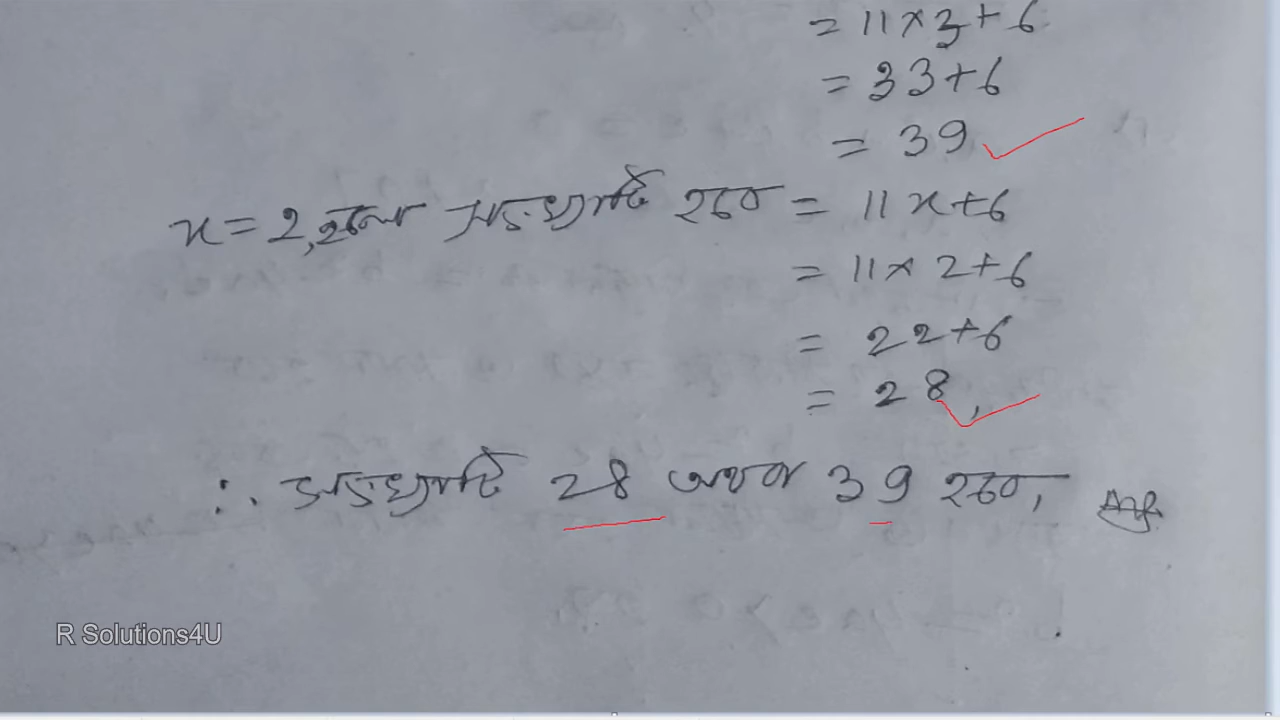 = 11 × 3 + 6
= 33 + 6
= 39
x = 2, হলে সংখ্যাটি হবে = 11x + 6
= 11 × 2 + 6
= 22 + 6
= 28,
∴ সংখ্যাটি 28 অথবা 39 হবে, Ans.
R Solutions4U